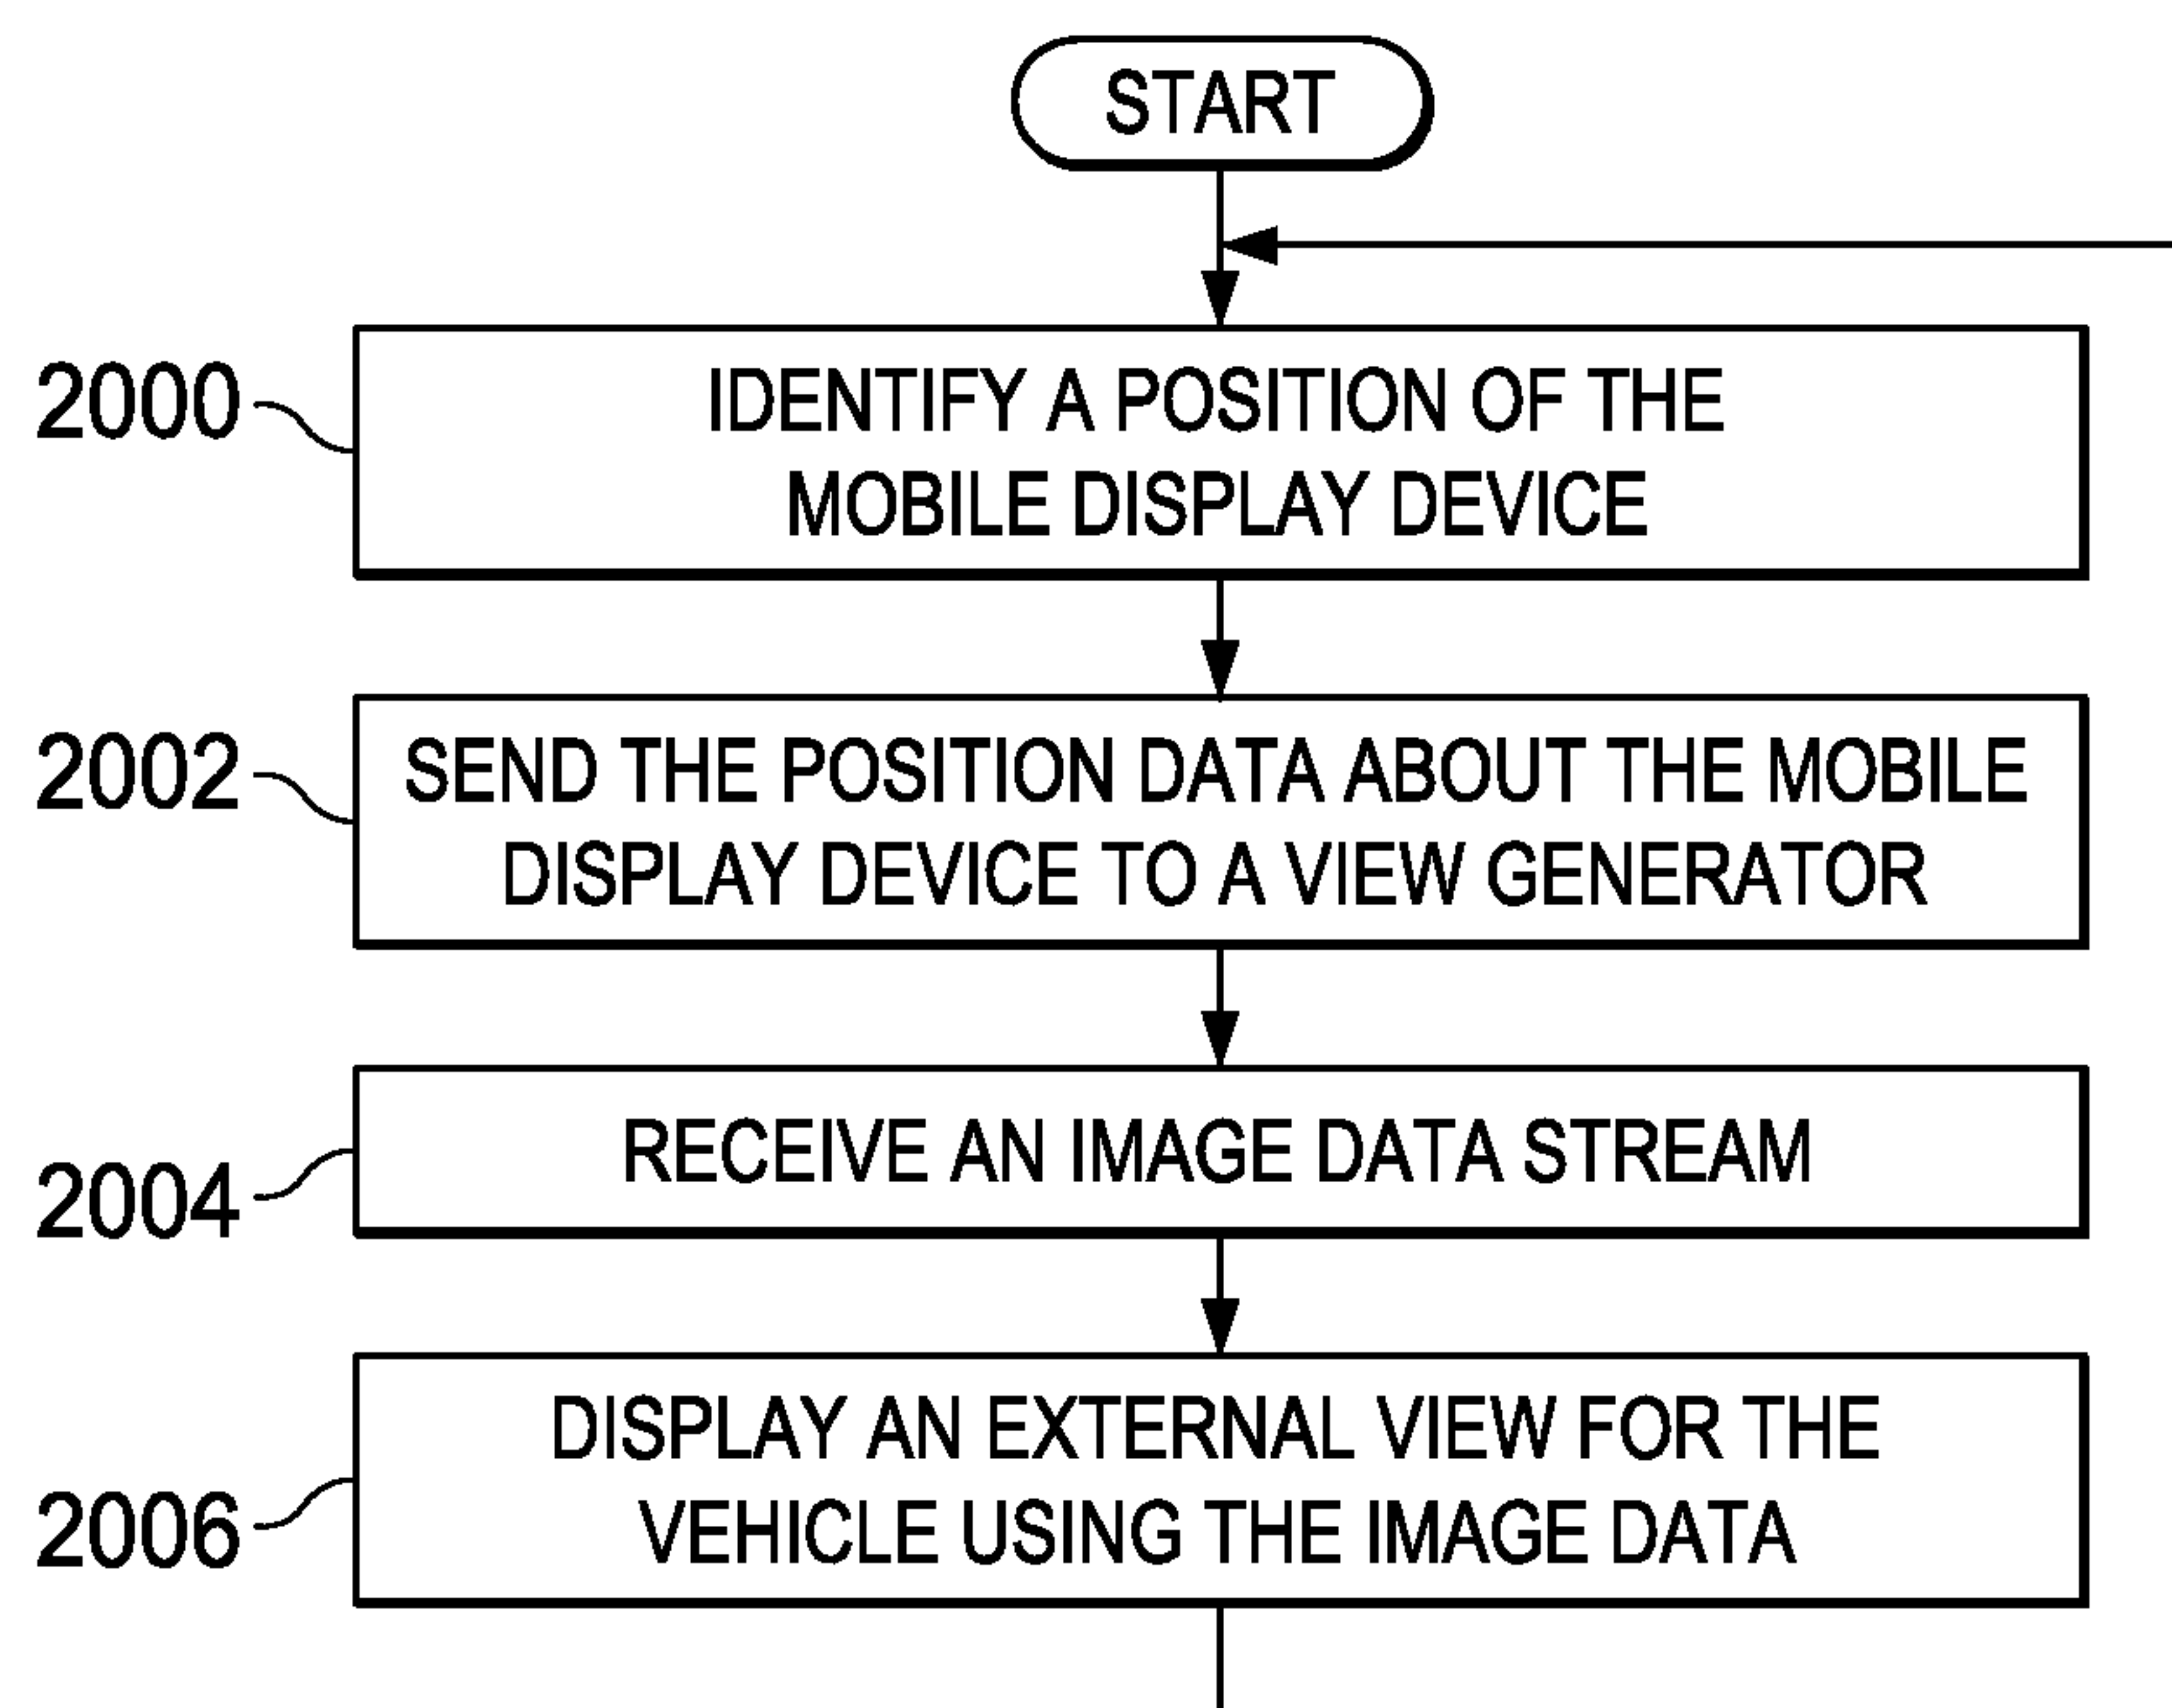 START
2000
IDENTIFY A POSITION OF THE
MOBILE DISPLAY DEVICE
2002
SEND THE POSITION DATA ABOUT THE MOBILE
DISPLAY DEVICE TO A VIEW GENERATOR
2004
RECEIVE AN IMAGE DATA STREAM
2006
DISPLAY AN EXTERNAL VIEW FOR THE
VEHICLE USING THE IMAGE DATA